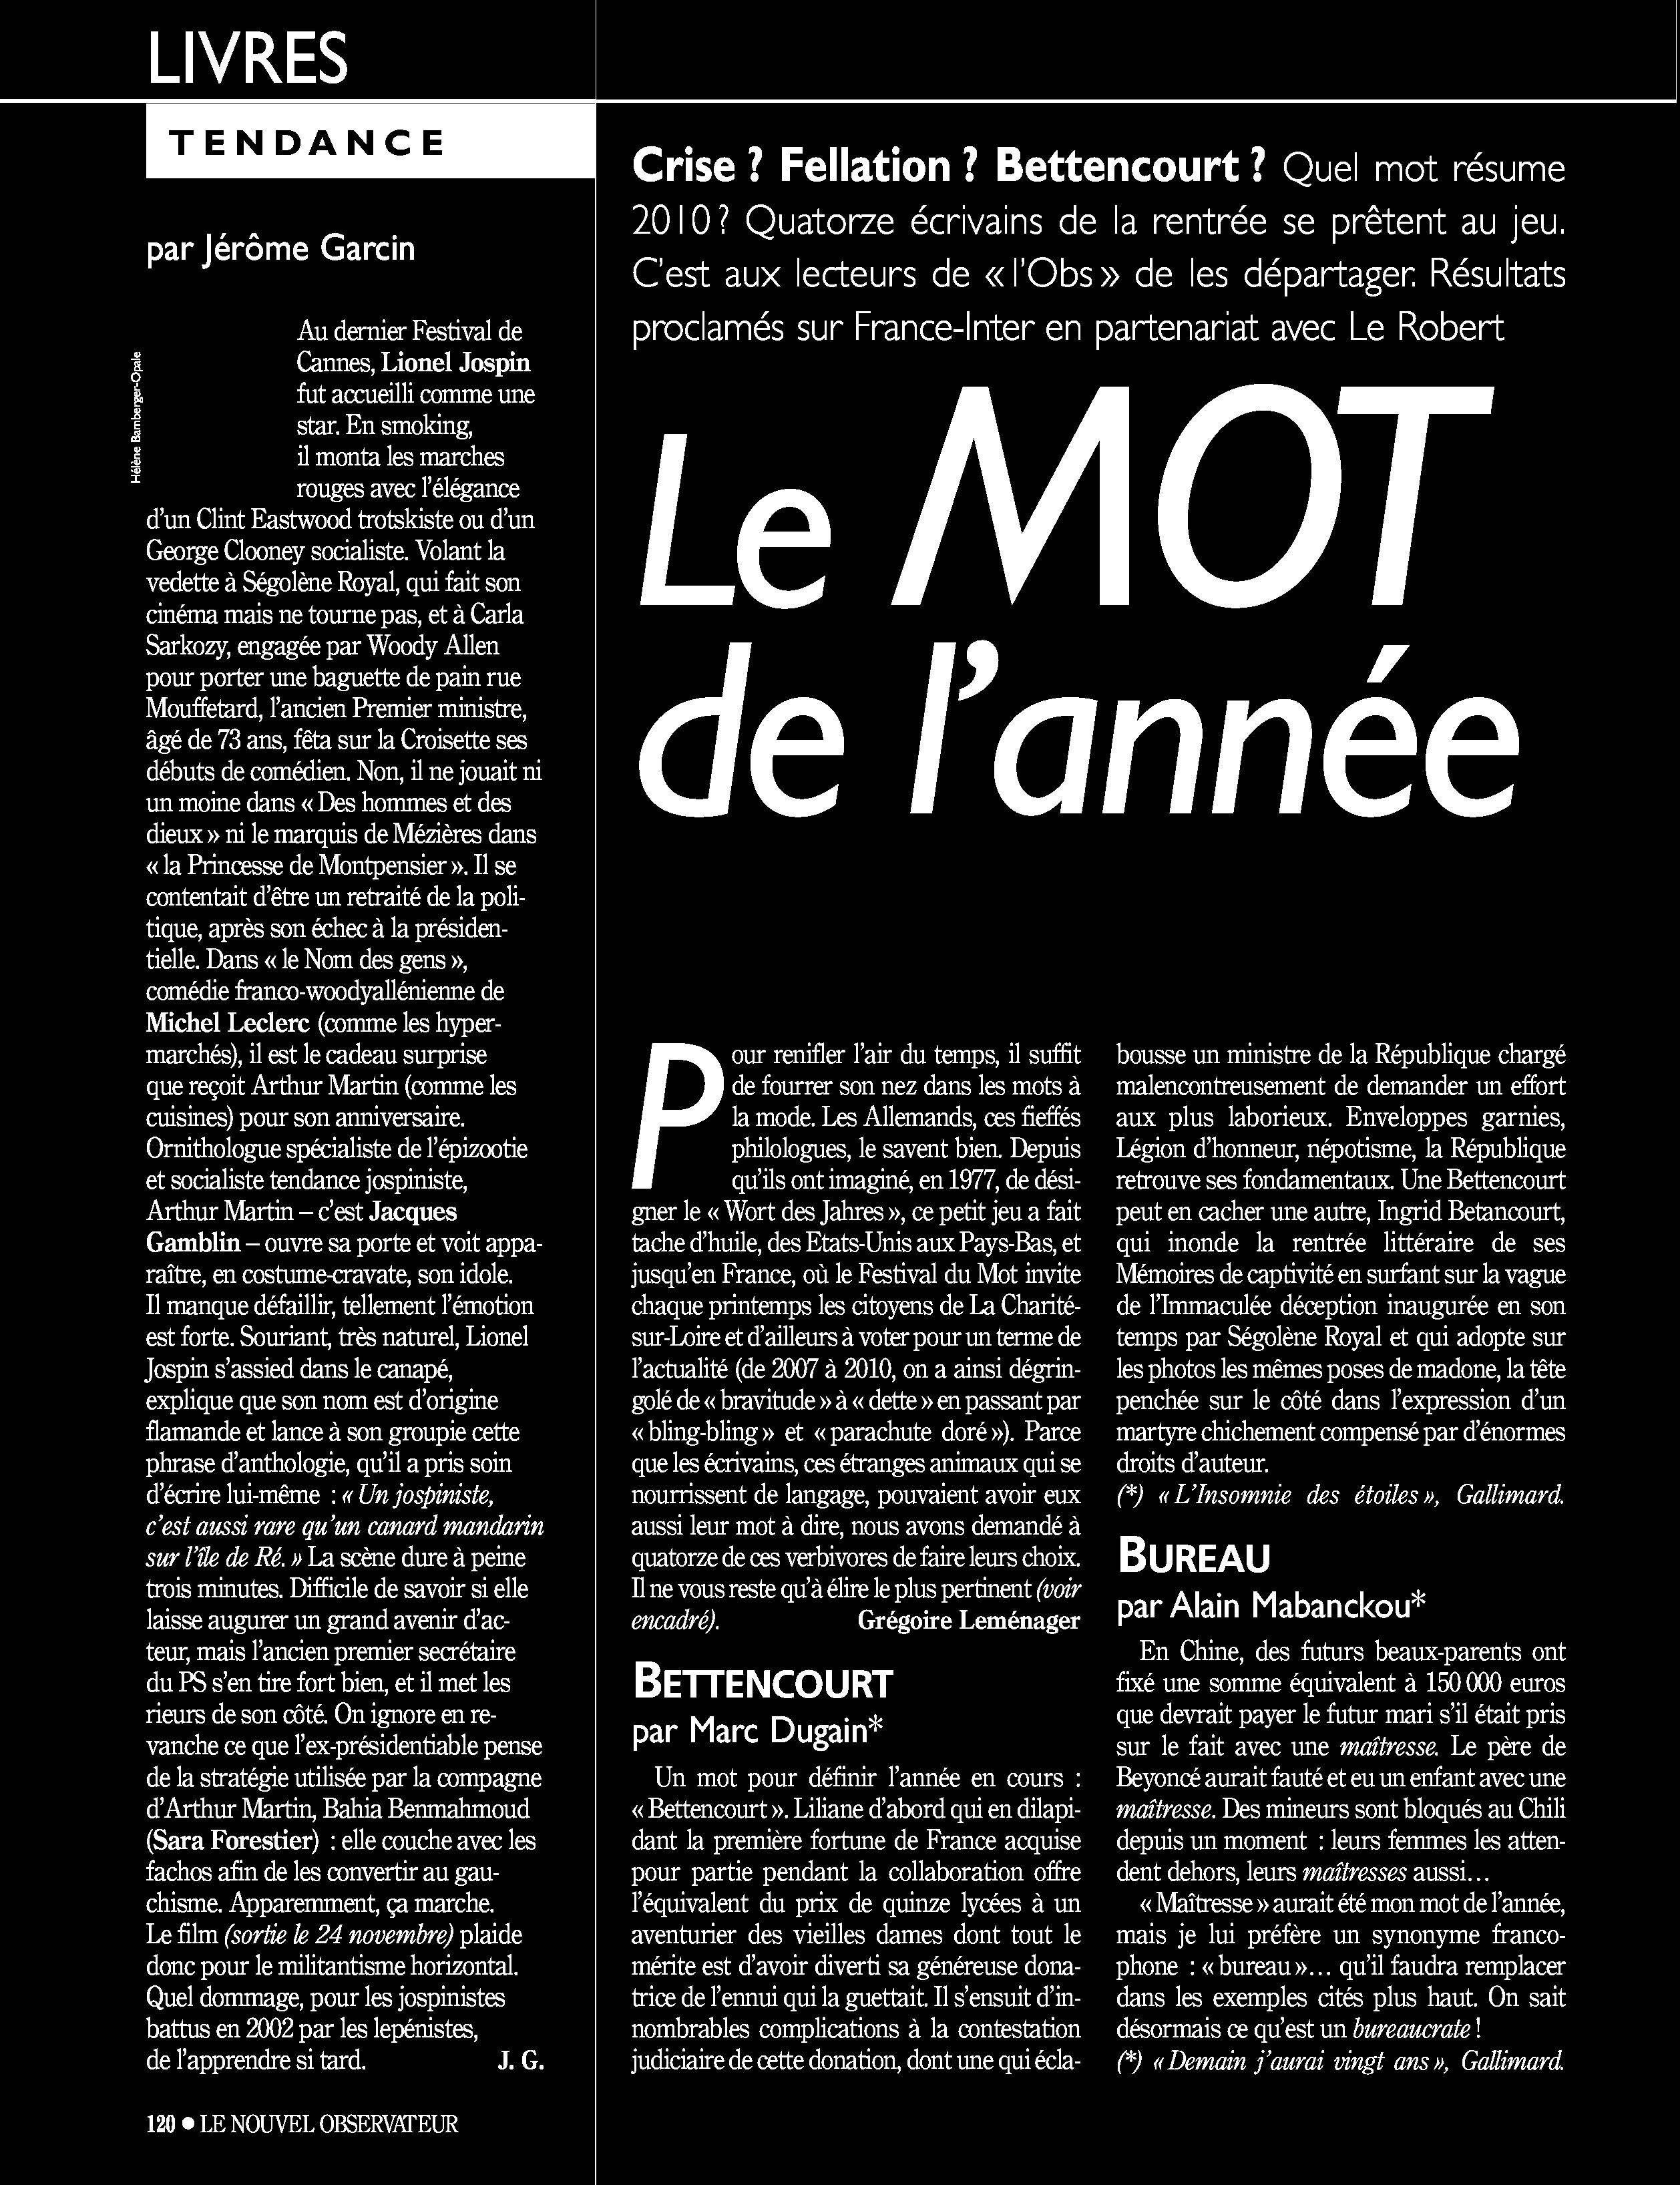 LIVRES
TENDANCE
par Jérôme Garcin
Hélène Bamberger-Opale
Au dernier Festival de
Cannes, Lionel Jospin
fut accueilli comme une
star. En smoking,
il monta les marches
rouges avec l'élégance
d'un Clint Eastwood trotskiste ou d'un
George Clooney socialiste. Volant la
vedette à Ségolène Royal, qui fait son
cinéma mais ne tourne pas, et à Carla
Sarkozy, engagée par Woody Allen
pour porter une baguette de pain rue
Mouffetard, l'ancien Premier ministre,
âgé de 73 ans, fêta sur la Croisette ses
débuts de comédien. Non, il ne jouait ni
un moine dans « Des hommes et des
dieux » ni le marquis de Mézières dans
« la Princesse de Montpensier ». Il se
contentait d'être un retraité de la poli-
tique, après son échec à la présiden-
tielle. Dans « le Nom des gens »,
comédie franco-woodyallénienne de
Michel Leclerc (comme les hyper-
marchés), il est le cadeau surprise
que reçoit Arthur Martin (comme les
cuisines) pour son anniversaire.
Ornithologue spécialiste de l'épizootie
et socialiste tendance jospiniste,
Arthur Martin – c'est Jacques
Gamblin – ouvre sa porte et voit appa-
raître, en costume-cravate, son idole.
Il manque défaillir, tellement l'émotion
est forte. Souriant, très naturel, Lionel
Jospin s'assied dans le canapé,
explique que son nom est d'origine
flamande et lance à son groupie cette
phrase d'anthologie, qu'il a pris soin
d'écrire lui-même : « Un jospiniste,
c'est aussi rare qu'un canard mandarin
sur l'île de Ré. » La scène dure à peine
trois minutes. Difficile de savoir si elle
laisse augurer un grand avenir d'ac-
teur, mais l'ancien premier secrétaire
du PS s'en tire fort bien, et il met les
rieurs de son côté. On ignore en re-
vanche ce que l'ex-présidentiable pense
de la stratégie utilisée par la compagne
d'Arthur Martin, Bahia Benmahmoud
(Sara Forestier) : elle couche avec les
fachos afin de les convertir au gau-
chisme. Apparemment, ça marche.
Le film (sortie le 24 novembre) plaide
donc pour le militantisme horizontal.
Quel dommage, pour les jospinistes
battus en 2002 par les lepénistes,
de l'apprendre si tard. J. G.
Crise ? Fellation ? Bettencourt ? Quel mot résume
2010 ? Quatorze écrivains de la rentrée se prêtent au jeu.
C'est aux lecteurs de « l'Obs » de les départager. Résultats
proclamés sur France-Inter en partenariat avec Le Robert
Le MOT
de l'année
Pour renifler l'air du temps, il suffit
de fourrer son nez dans les mots à
la mode. Les Allemands, ces fieffés
philologues, le savent bien. Depuis
qu'ils ont imaginé, en 1977, de dési-
gner le « Wort des Jahres », ce petit jeu a fait
tache d'huile, des Etats-Unis aux Pays-Bas, et
jusqu'en France, où le Festival du Mot invite
chaque printemps les citoyens de La Charité-
sur-Loire et d'ailleurs à voter pour un terme de
l'actualité (de 2007 à 2010, on a ainsi dégrin-
golé de « bravitude » à « dette » en passant par
« bling-bling » et « parachute doré »). Parce
que les écrivains, ces étranges animaux qui se
nourrissent de langage, pouvaient avoir eux
aussi leur mot à dire, nous avons demandé à
quatorze de ces verbivores de faire leurs choix.
Il ne vous reste qu'à élire le plus pertinent (voir
encadré). Grégoire Leménager
BETTENCOURT
par Marc Dugain*
Un mot pour définir l'année en cours :
« Bettencourt ». Liliane d'abord qui en dilapi-
dant la première fortune de France acquise
pour partie pendant la collaboration offre
l'équivalent du prix de quinze lycées à un
aventurier des vieilles dames dont tout le
mérite est d'avoir diverti sa généreuse dona-
trice de l'ennui qui la guettait. Il s'ensuit d'in-
nombrables complications à la contestation
judiciaire de cette donation, dont une qui écla-
bousse un ministre de la République chargé
malencontreusement de demander un effort
aux plus laborieux. Enveloppes garnies,
Légion d'honneur, népotisme, la République
retrouve ses fondamentaux. Une Bettencourt
peut en cacher une autre, Ingrid Betancourt,
qui inonde la rentrée littéraire de ses
Mémoires de captivité en surfant sur la vague
de l'Immaculée déception inaugurée en son
temps par Ségolène Royal et qui adopte sur
les photos les mêmes poses de madone, la tête
penchée sur le côté dans l'expression d'un
martyre chichement compensé par d'énormes
droits d'auteur.
(*) « L'Insomnie des étoiles », Gallimard.
BUREAU
par Alain Mabanckou*
En Chine, des futurs beaux-parents ont
fixé une somme équivalent à 150 000 euros
que devrait payer le futur mari s'il était pris
sur le fait avec une maîtresse. Le père de
Beyoncé aurait fauté et eu un enfant avec une
maîtresse. Des mineurs sont bloqués au Chili
depuis un moment : leurs femmes les atten-
dent dehors, leurs maîtresses aussi...
« Maîtresse » aurait été mon mot de l'année,
mais je lui préfère un synonyme franco-
phone : « bureau »... qu'il faudra remplacer
dans les exemples cités plus haut. On sait
désormais ce qu'est un bureaucrate !
(*) « Demain j'aurai vingt ans », Gallimard.
120 ● LE NOUVEL OBSERVATEUR